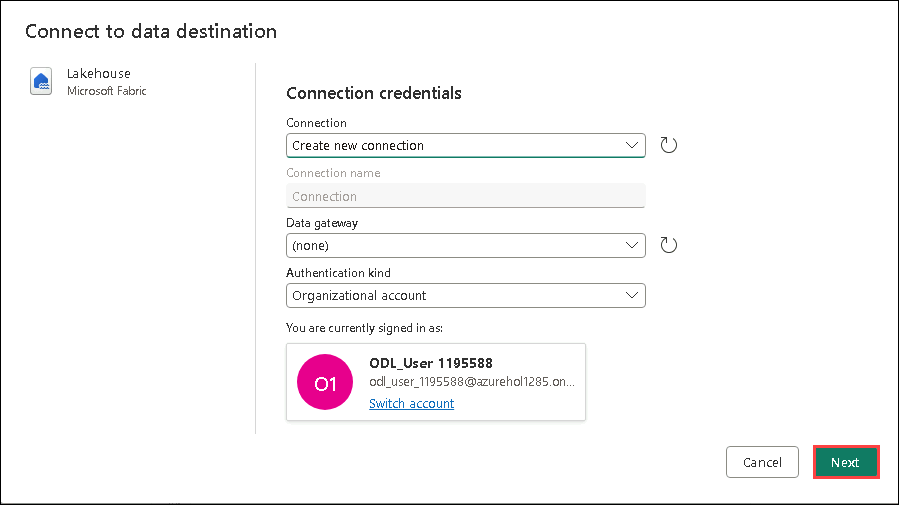 Connect to data destination
Lakehouse
Microsoft Fabric
Connection credentials
Connection
Create new connection
Connection name
Connection
Data gateway
(none)
Authentication kind
Organizational account
You are currently signed in as:
O1
ODL_User 1195588
odl_user_1195588@azurehol1285.on...
Switch account
Cancel
Next